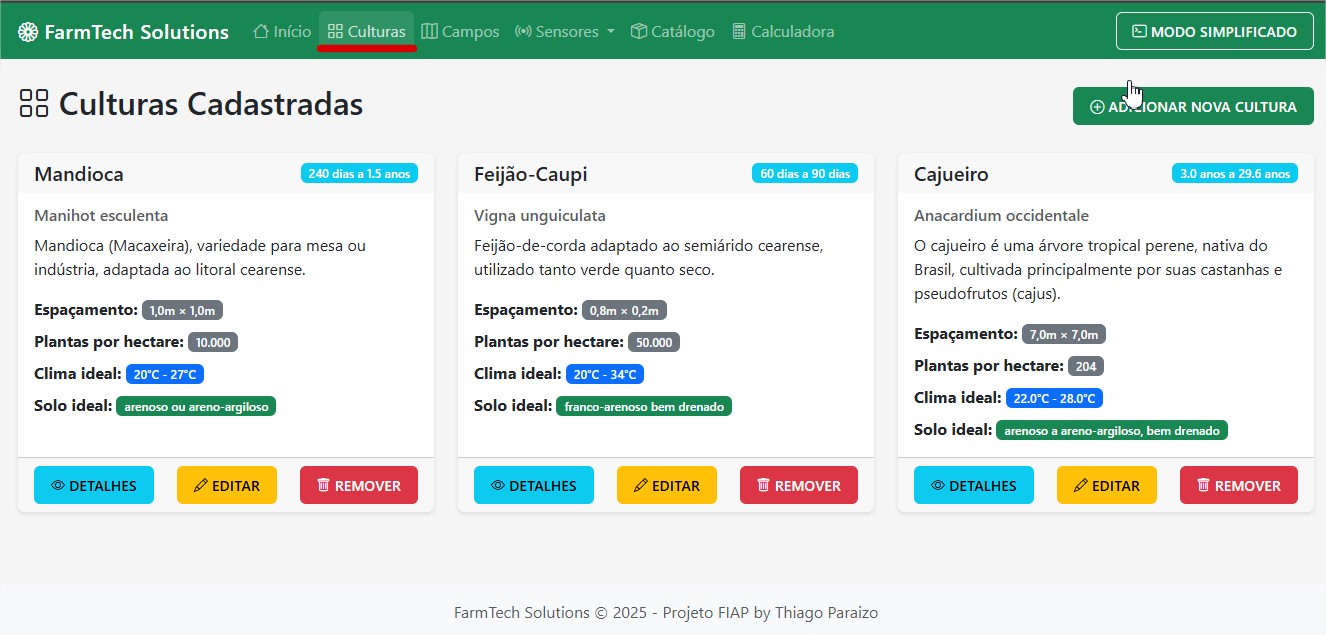 FarmTech Solutions Início Culturas Campos Sensores Catálogo Calculadora MODO SIMPLIFICADO
Culturas Cadastradas
ADICIONAR NOVA CULTURA
Mandioca
240 dias a 1.5 anos
Manihot esculenta
Mandioca (Macaxeira), variedade para mesa ou
indústria, adaptada ao litoral cearense.
Espaçamento: 1,0m × 1,0m
Plantas por hectare: 10.000
Clima ideal: 20°C - 27°C
Solo ideal: arenoso ou areno-argiloso
DETALHES EDITAR REMOVER
Feijão-Caupi
60 dias a 90 dias
Vigna unguiculata
Feijão-de-corda adaptado ao semiárido cearense,
utilizado tanto verde quanto seco.
Espaçamento: 0,8m × 0,2m
Plantas por hectare: 50.000
Clima ideal: 20°C - 34°C
Solo ideal: franco-arenoso bem drenado
DETALHES EDITAR REMOVER
Cajueiro
3.0 anos a 29.6 anos
Anacardium occidentale
O cajueiro é uma árvore tropical perene, nativa do
Brasil, cultivada principalmente por suas castanhas e
pseudofrutos (cajus).
Espaçamento: 7,0m × 7,0m
Plantas por hectare: 204
Clima ideal: 22.0°C - 28.0°C
Solo ideal: arenoso a areno-argiloso, bem drenado
DETALHES EDITAR REMOVER
FarmTech Solutions © 2025 - Projeto FIAP by Thiago Paraizo